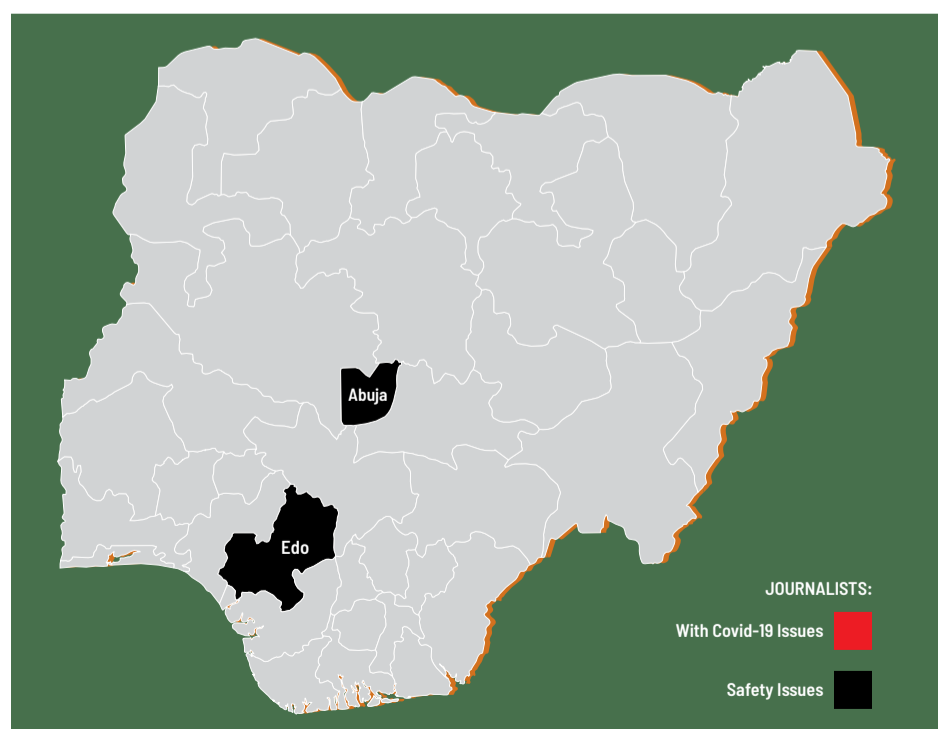 Abuja
Edo
JOURNALISTS:
With Covid-19 Issues
Safety Issues